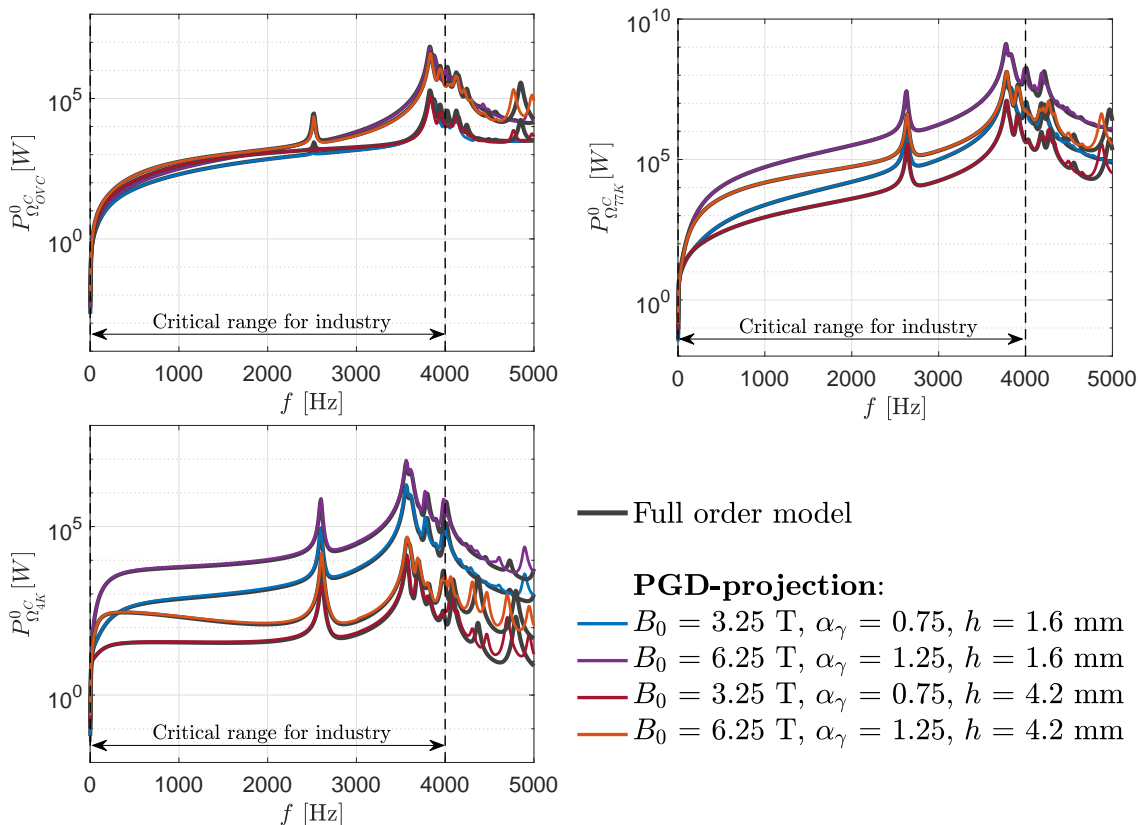 P^0_{Ω^C_{OVC}} [W]
10^5
10^0
Critical range for industry
0 1000 2000 3000 4000 5000
f [Hz]
P^0_{Ω^C_{77K}} [W]
10^10
10^5
10^0
Critical range for industry
0 1000 2000 3000 4000 5000
f [Hz]
P^0_{Ω^C_{4K}} [W]
10^5
10^0
Critical range for industry
0 1000 2000 3000 4000 5000
f [Hz]
Full order model
PGD-projection:
B_0 = 3.25 T, α_γ = 0.75, h = 1.6 mm
B_0 = 6.25 T, α_γ = 1.25, h = 1.6 mm
B_0 = 3.25 T, α_γ = 0.75, h = 4.2 mm
B_0 = 6.25 T, α_γ = 1.25, h = 4.2 mm